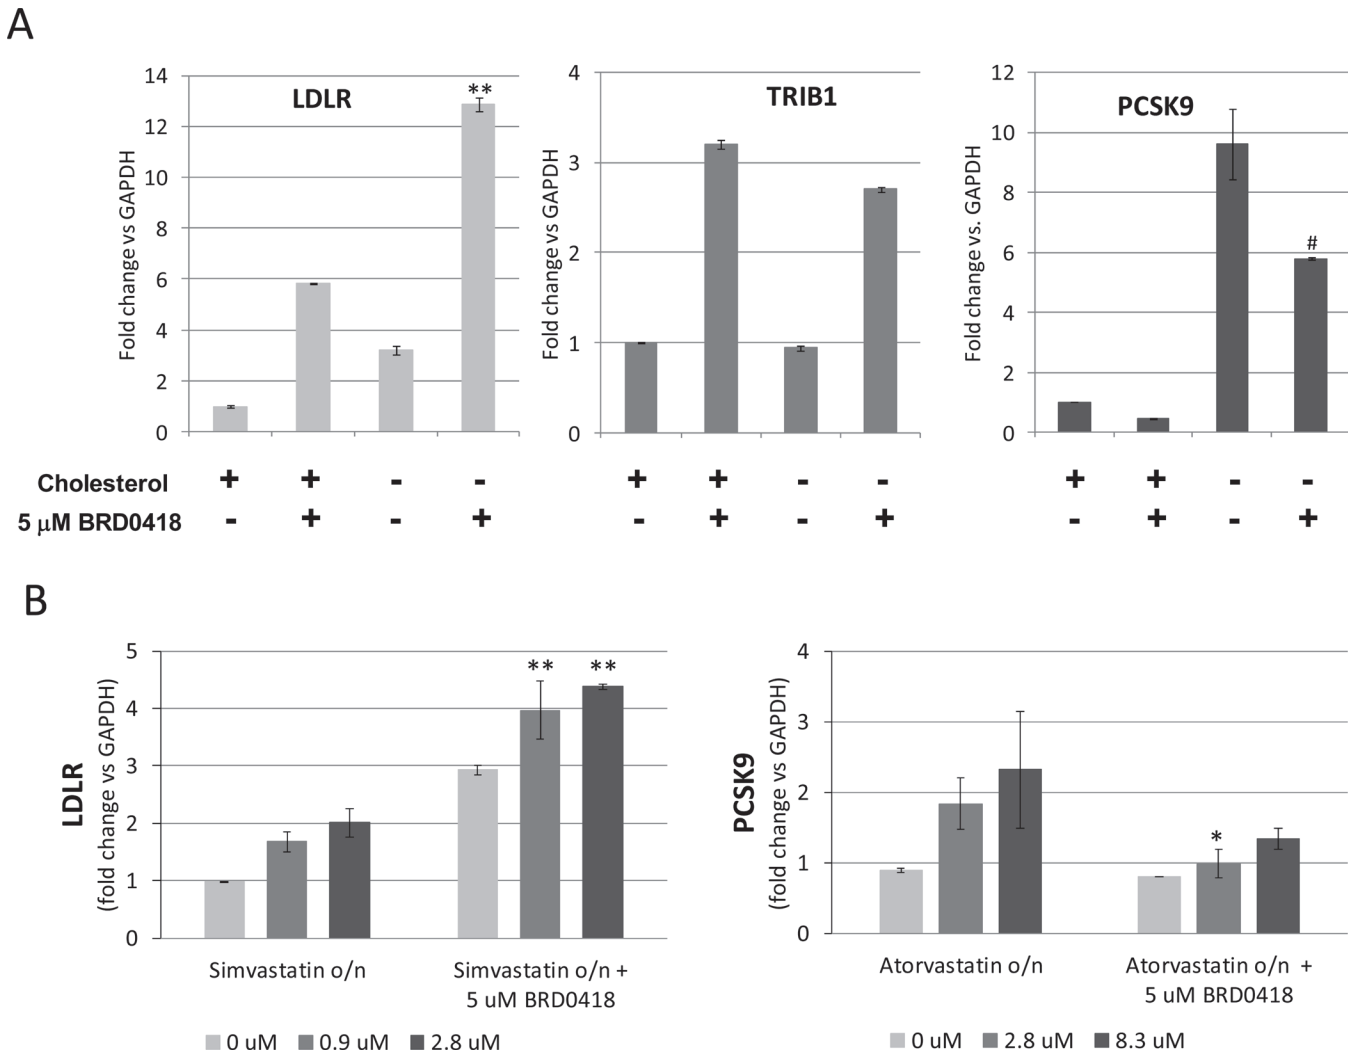 A
LDLR
TRIB1
PCSK9
Fold change vs GAPDH
14
12
10
8
6
4
2
0
**
Fold change vs GAPDH
4
3
2
1
0
Fold change vs. GAPDH
12
10
8
6
4
2
0
#
Cholesterol + + - - + + - - + + - -
5 µM BRD0418 - + - + - + - + - + - +
B
LDLR
(fold change vs GAPDH)
5
4
3
2
1
0
** **
Simvastatin o/n
Simvastatin o/n +
5 uM BRD0418
0 uM 0.9 uM 2.8 uM
PCSK9
(fold change vs GAPDH)
4
3
2
1
0
*
Atorvastatin o/n
Atorvastatin o/n +
5 uM BRD0418
0 uM 2.8 uM 8.3 uM